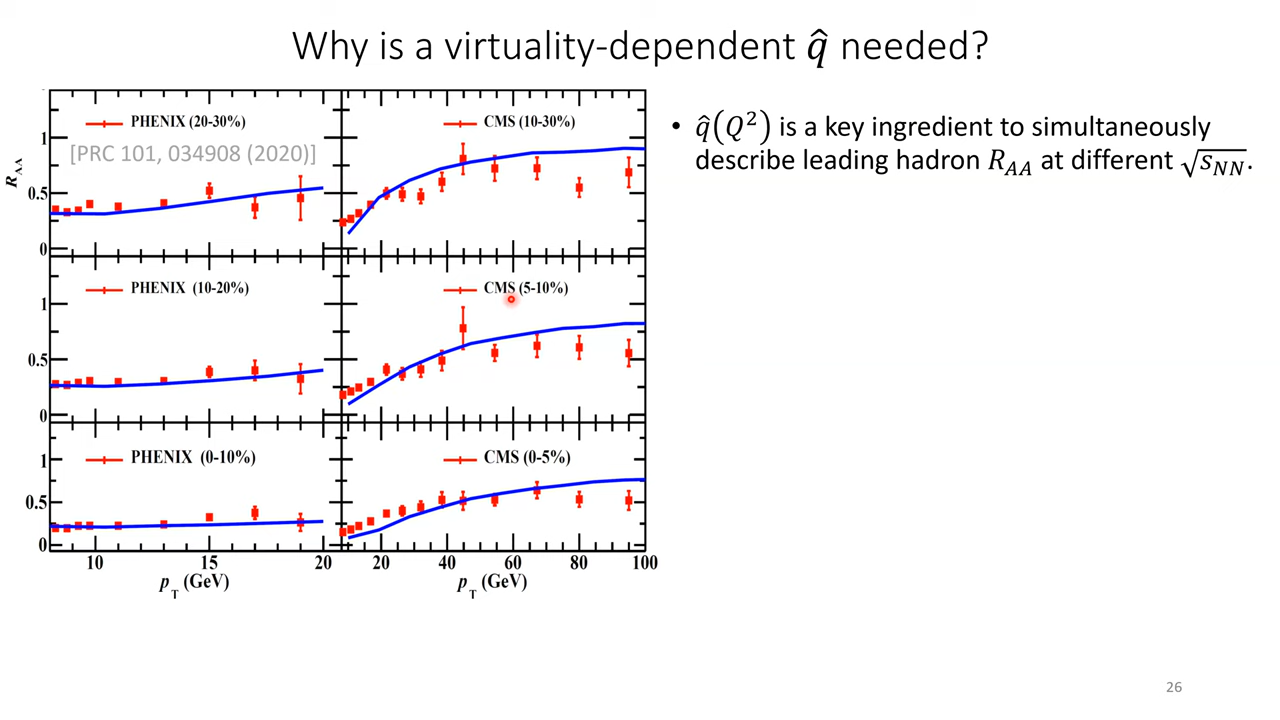 Why is a virtuality-dependent q̂ needed?
PHENIX (20-30%)
[PRC 101, 034908 (2020)]
CMS (10-30%)
R_AA
1
0.5
0
PHENIX (10-20%)
CMS (5-10%)
1
0.5
0
PHENIX (0-10%)
CMS (0-5%)
1
0.5
0
10 15 20 20 40 60 80 100
p_T (GeV)
p_T (GeV)
• q̂(Q²) is a key ingredient to simultaneously
describe leading hadron R_AA at different √s_NN.
26